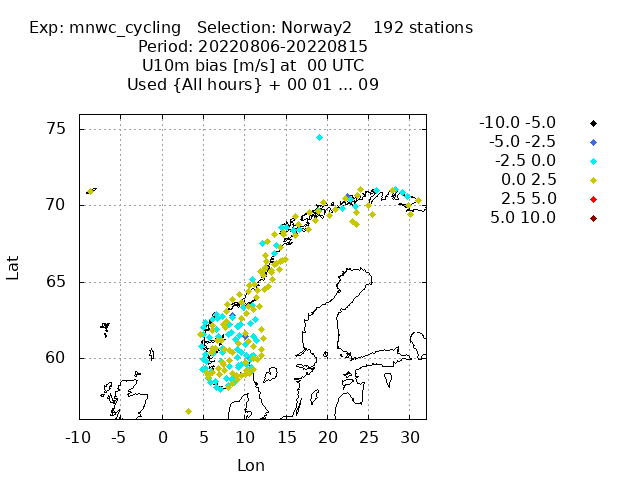 Exp: mnwc_cycling   Selection: Norway2    192 stations
Period: 20220806-20220815
U10m bias [m/s] at  00 UTC
Used {All hours} + 00 01 ... 09
-10.0 -5.0
-5.0 -2.5
-2.5 0.0
0.0 2.5
2.5 5.0
5.0 10.0
75
70
65
60
Lat
-10 -5 0 5 10 15 20 25 30
Lon